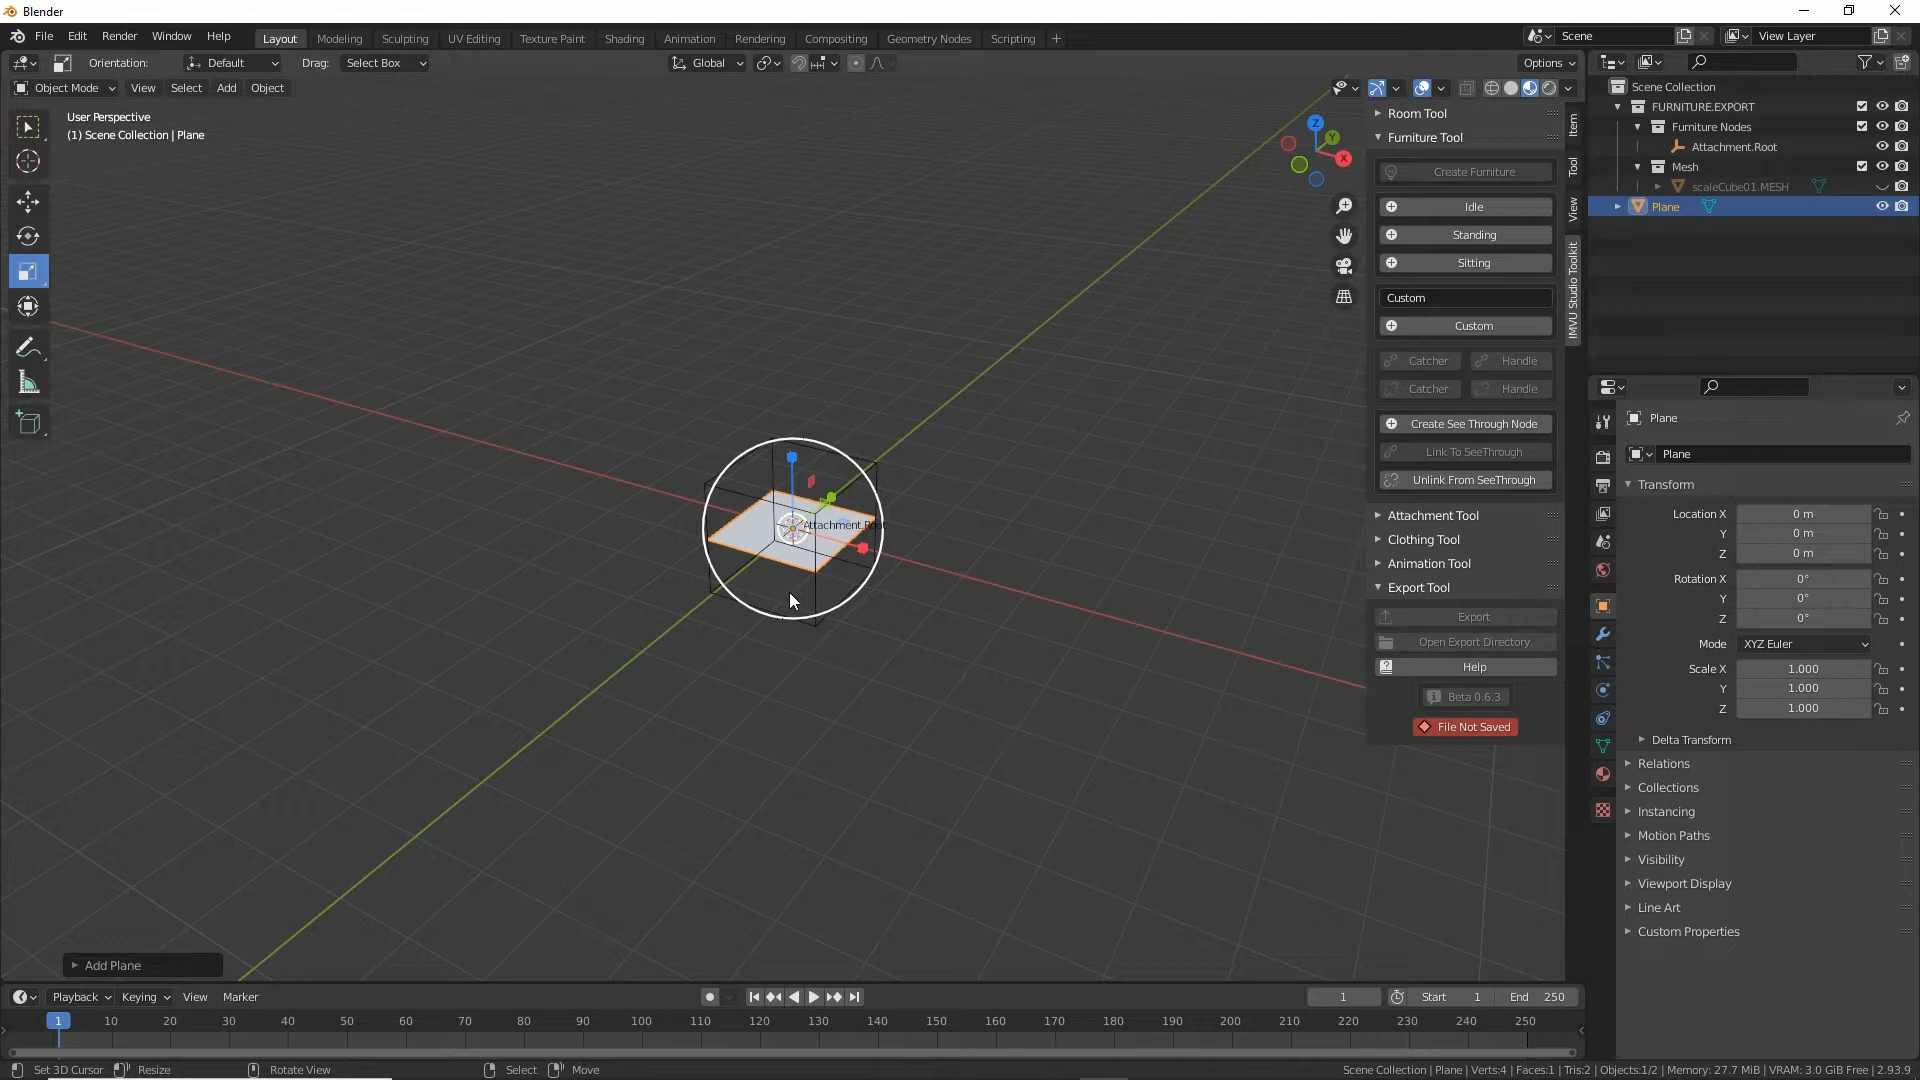 Blender
File Edit Render Window Help
Layout Modeling Sculpting UV Editing Texture Paint Shading Animation Rendering Compositing Geometry Nodes Scripting
Scene
View Layer
Orientation: Default Drag: Select Box
Global
Options
Object Mode View Select Add Object
User Perspective
(1) Scene Collection | Plane
Z
Y
X
Attachment.Root
Room Tool
Furniture Tool
Create Furniture
Idle
Standing
Sitting
Custom
Custom
Catcher Handle
Catcher Handle
Create See Through Node
Link To SeeThrough
Unlink From SeeThrough
Attachment Tool
Clothing Tool
Animation Tool
Export Tool
Export
Open Export Directory
Help
Beta 0.6.3
File Not Saved
Item
Tool
View
IMVU Studio Toolkit
Scene Collection
FURNITURE.EXPORT
Furniture Nodes
Attachment.Root
Mesh
scaleCube01.MESH
Plane
Plane
Plane
Transform
Location X 0 m
Y 0 m
Z 0 m
Rotation X 0°
Y 0°
Z 0°
Mode XYZ Euler
Scale X 1.000
Y 1.000
Z 1.000
Delta Transform
Relations
Collections
Instancing
Motion Paths
Visibility
Viewport Display
Line Art
Custom Properties
Add Plane
Playback Keying View Marker
1 Start 1 End 250
1 10 20 30 40 50 60 70 80 90 100 110 120 130 140 150 160 170 180 190 200 210 220 230 240 250
Set 3D Cursor Resize Rotate View Select Move
Scene Collection | Plane | Verts:4 | Faces:1 | Tris:2 | Objects:1/2 | Memory: 27.7 MiB | VRAM: 3.0 GiB Free | 2.93.9